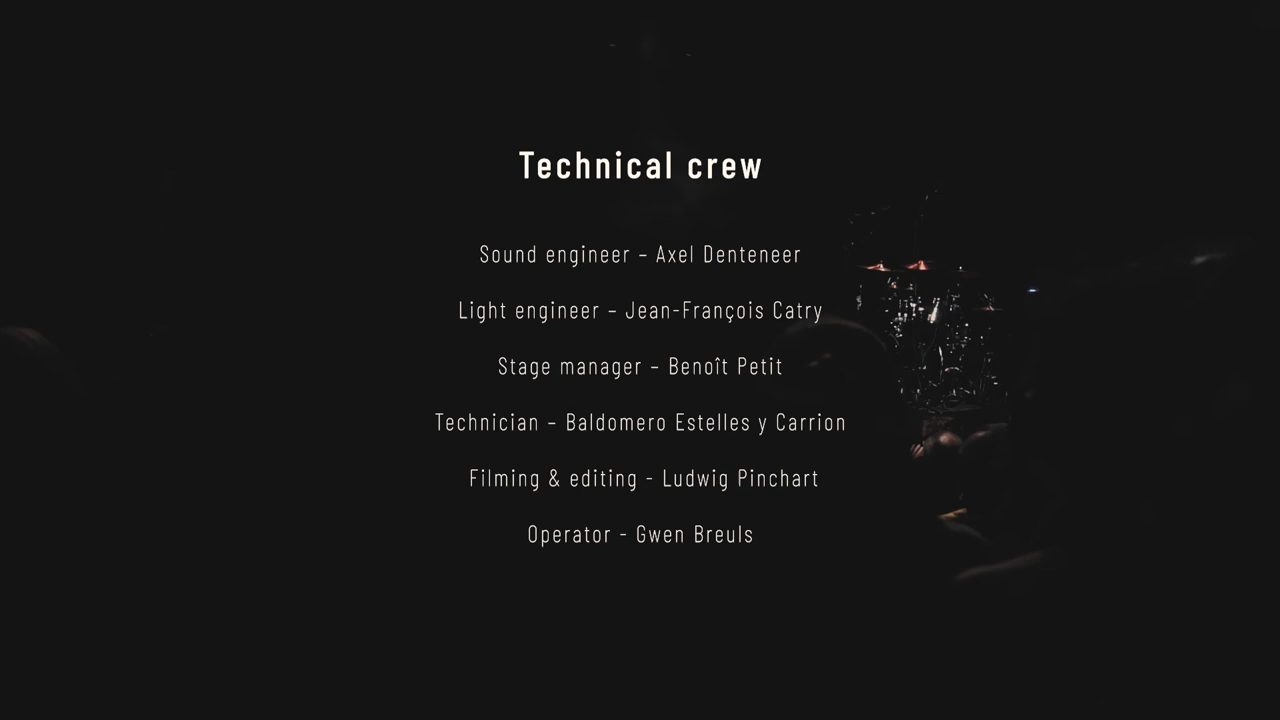 Technical crew
Sound engineer – Axel Denteneer
Light engineer – Jean-François Catry
Stage manager – Benoît Petit
Technician – Baldomero Estelles y Carrion
Filming & editing - Ludwig Pinchart
Operator - Gwen Breuls